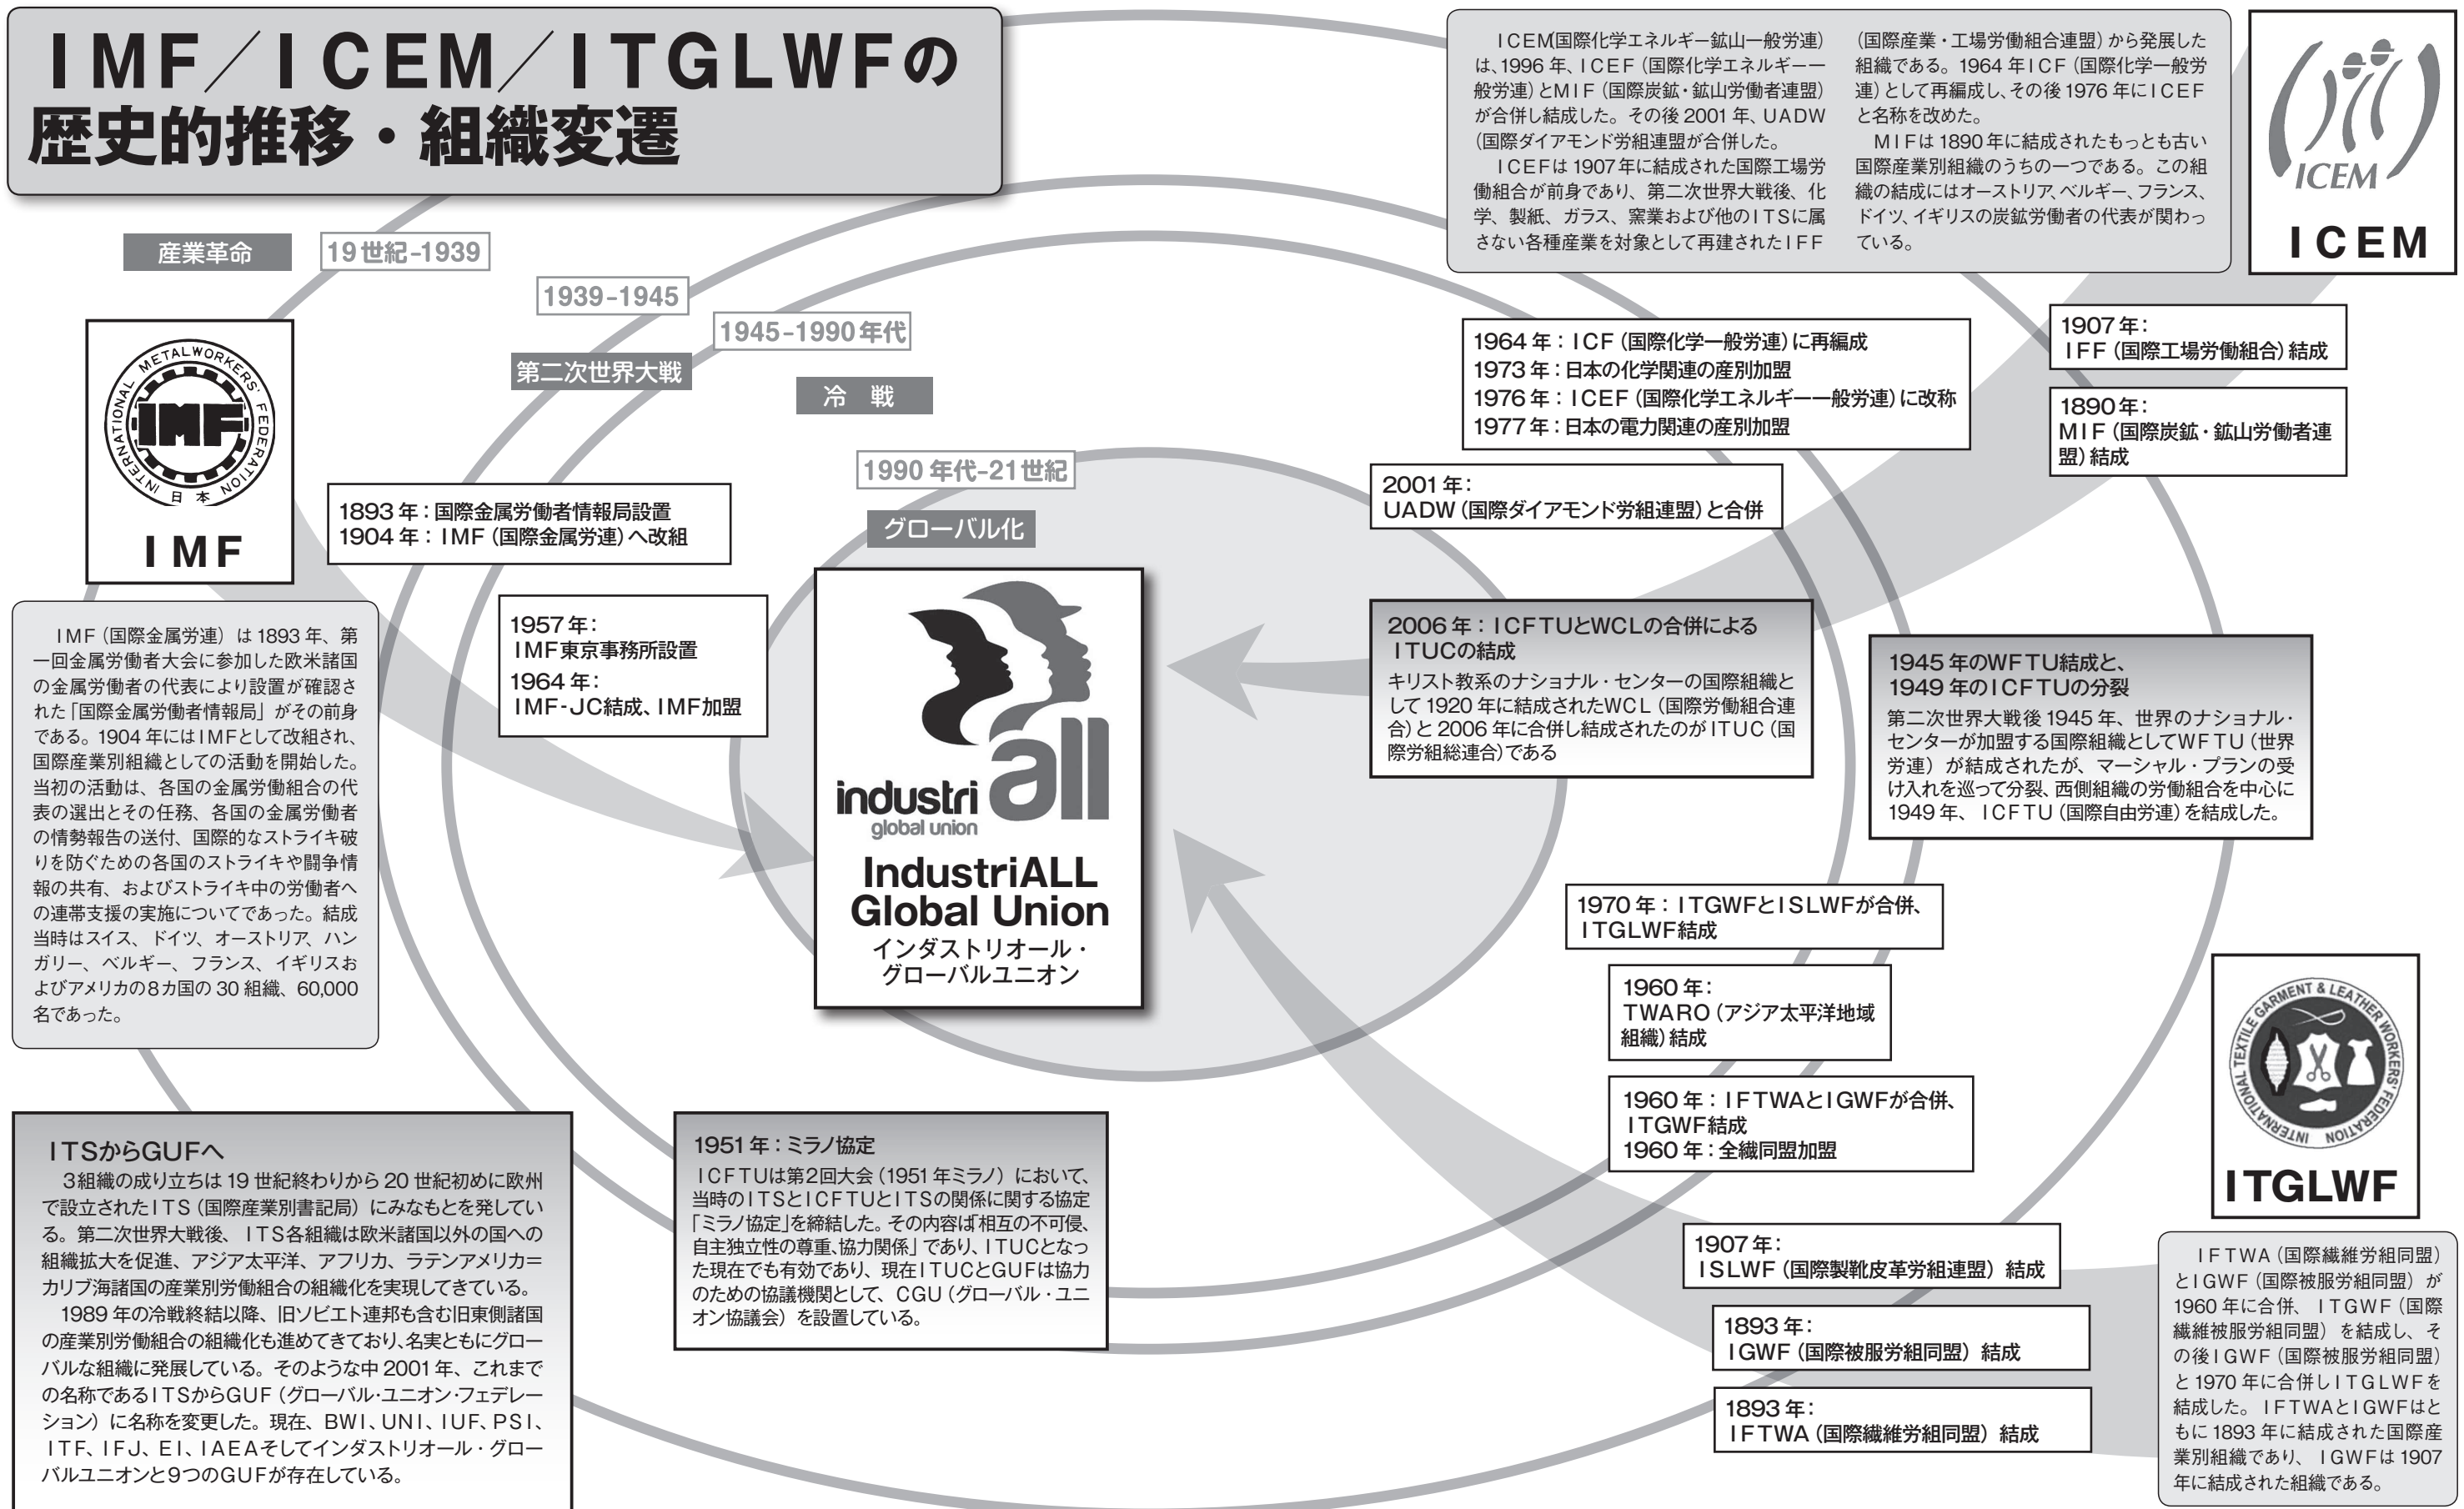 IMF／ICEM／ITGLWFの
歴史的推移・組織変遷
ICEM(国際化学エネルギー鉱山一般労連)
は、1996年、ICEF（国際化学エネルギー一
般労連）とMIF（国際炭鉱・鉱山労働者連盟）
が合併し結成した。その後2001年、UADW
（国際ダイアモンド労組連盟が合併した。
ICEFは1907年に結成された国際工場労
働組合が前身であり、第二次世界大戦後、化
学、製紙、ガラス、窯業および他のITSに属
さない各種産業を対象として再建されたIFF
（国際産業・工場労働組合連盟）から発展した
組織である。1964年ICF（国際化学一般労
連）として再編成し、その後1976年にICEF
と名称を改めた。
MIFは1890年に結成されたもっとも古い
国際産業別組織のうちの一つである。この組
織の結成にはオーストリア、ベルギー、フランス、
ドイツ、イギリスの炭鉱労働者の代表が関わっ
ている。
ICEM
ICEM
産業革命
19世紀-1939
1939-1945
1945-1990年代
第二次世界大戦
冷　戦
1990年代-21世紀
グローバル化
INTERNATIONAL METALWORKERS' FEDERATION
IMF
日本
IMF
1893年：国際金属労働者情報局設置
1904年：IMF（国際金属労連）へ改組
1957年：
IMF東京事務所設置
1964年：
IMF-JC結成、IMF加盟
IMF（国際金属労連）は1893年、第
一回金属労働者大会に参加した欧米諸国
の金属労働者の代表により設置が確認さ
れた「国際金属労働者情報局」がその前身
である。1904年にはIMFとして改組され、
国際産業別組織としての活動を開始した。
当初の活動は、各国の金属労働組合の代
表の選出とその任務、各国の金属労働者
の情勢報告の送付、国際的なストライキ破
りを防ぐための各国のストライキや闘争情
報の共有、およびストライキ中の労働者へ
の連帯支援の実施についてであった。結成
当時はスイス、ドイツ、オーストリア、ハン
ガリー、ベルギー、フランス、イギリスお
よびアメリカの8カ国の30組織、60,000
名であった。
industri
all
global union
IndustriALL
Global Union
インダストリオール・
グローバルユニオン
1964年：ICF（国際化学一般労連）に再編成
1973年：日本の化学関連の産別加盟
1976年：ICEF（国際化学エネルギー一般労連）に改称
1977年：日本の電力関連の産別加盟
1907年：
IFF（国際工場労働組合）結成
1890年：
MIF（国際炭鉱・鉱山労働者連
盟）結成
2001年：
UADW（国際ダイアモンド労組連盟）と合併
2006年：ICFTUとWCLの合併による
ITUCの結成
キリスト教系のナショナル・センターの国際組織と
して1920年に結成されたWCL（国際労働組合連
合）と2006年に合併し結成されたのがITUC（国
際労組総連合）である
1945年のWFTU結成と、
1949年のICFTUの分裂
第二次世界大戦後1945年、世界のナショナル・
センターが加盟する国際組織としてWFTU（世界
労連）が結成されたが、マーシャル・プランの受
け入れを巡って分裂、西側組織の労働組合を中心に
1949年、ICFTU（国際自由労連）を結成した。
1970年：ITGWFとISLWFが合併、
ITGLWF結成
1960年：
TWARO（アジア太平洋地域
組織）結成
1960年：IFTWAとIGWFが合併、
ITGWF結成
1960年：全繊同盟加盟
1907年：
ISLWF（国際製靴皮革労組連盟）結成
1893年：
IGWF（国際被服労組同盟）結成
1893年：
IFTWA（国際繊維労組同盟）結成
INTERNATIONAL TEXTILE GARMENT & LEATHER WORKERS' FEDERATION
ITGLWF
IFTWA（国際繊維労組同盟）
とIGWF（国際被服労組同盟）が
1960年に合併、ITGWF（国際
繊維被服労組同盟）を結成し、そ
の後IGWF（国際被服労組同盟）
と1970年に合併しITGLWFを
結成した。IFTWAとIGWFはと
もに1893年に結成された国際産
業別組織であり、IGWFは1907
年に結成された組織である。
ITSからGUFへ
3組織の成り立ちは19世紀終わりから20世紀初めに欧州
で設立されたITS（国際産業別書記局）にみなもとを発してい
る。第二次世界大戦後、ITS各組織は欧米諸国以外の国への
組織拡大を促進、アジア太平洋、アフリカ、ラテンアメリカ＝
カリブ海諸国の産業別労働組合の組織化を実現してきている。
1989年の冷戦終結以降、旧ソビエト連邦も含む旧東側諸国
の産業別労働組合の組織化も進めてきており、名実ともにグロー
バルな組織に発展している。そのような中2001年、これまで
の名称であるITSからGUF（グローバル・ユニオン・フェデレー
ション）に名称を変更した。現在、BWI、UNI、IUF、PSI、
ITF、IFJ、EI、IAEAそしてインダストリオール・グロー
バルユニオンと9つのGUFが存在している。
1951年：ミラノ協定
ICFTUは第2回大会（1951年ミラノ）において、
当時のITSとICFTUとITSの関係に関する協定
「ミラノ協定」を締結した。その内容は「相互の不可侵、
自主独立性の尊重、協力関係」であり、ITUCとなっ
た現在でも有効であり、現在ITUCとGUFは協力
のための協議機関として、CGU（グローバル・ユニ
オン協議会）を設置している。